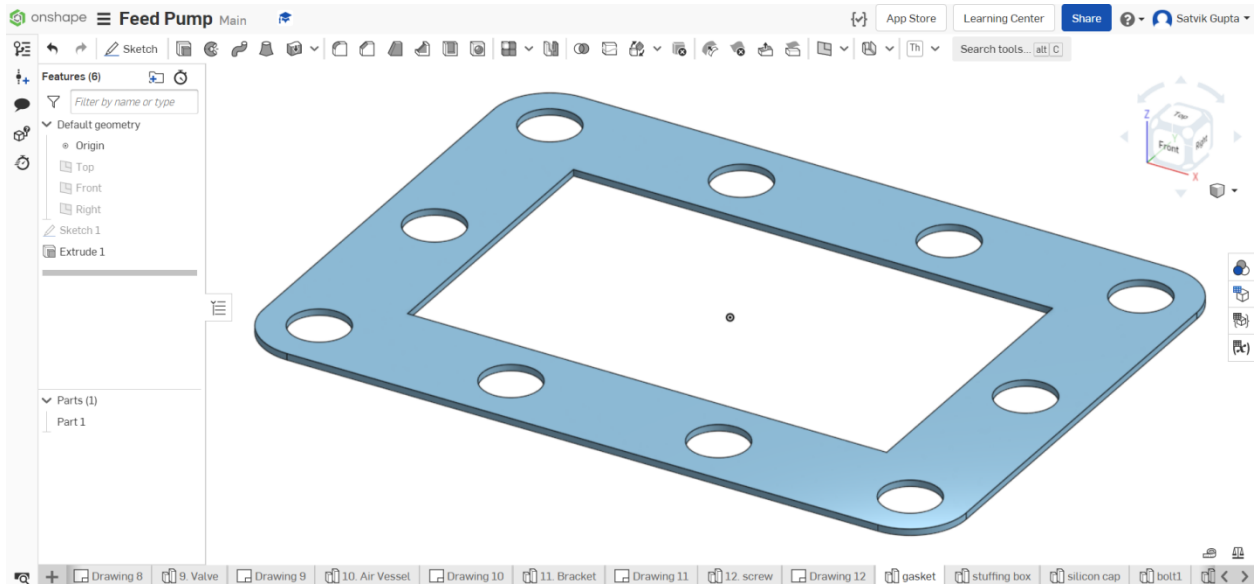 onshape Feed Pump Main App Store Learning Center Share Satvik Gupta
Sketch Th Search tools... alt C
Features (6)
Filter by name or type
Default geometry
Origin
Top
Front
Right
Sketch 1
Extrude 1
Parts (1)
Part 1
Z
Top
Front
Right
X
(x)
Drawing 8 9. Valve Drawing 9 10. Air Vessel Drawing 10 11. Bracket Drawing 11 12. screw Drawing 12 gasket stuffing box silicon cap bolt1